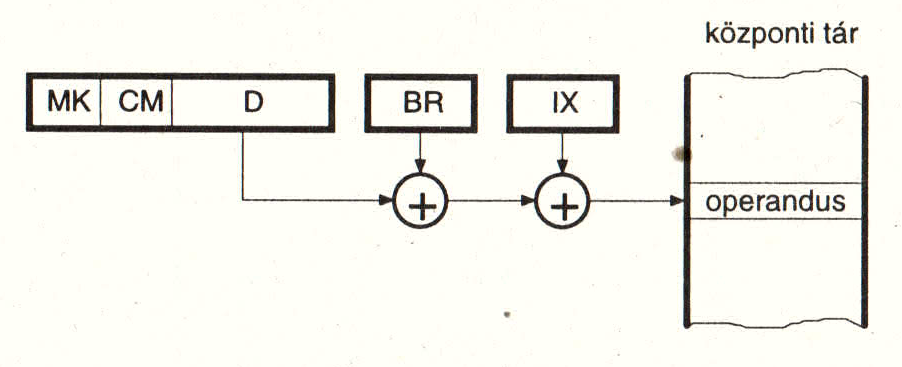 központi tár
MK CM D BR IX
+ +
operandus